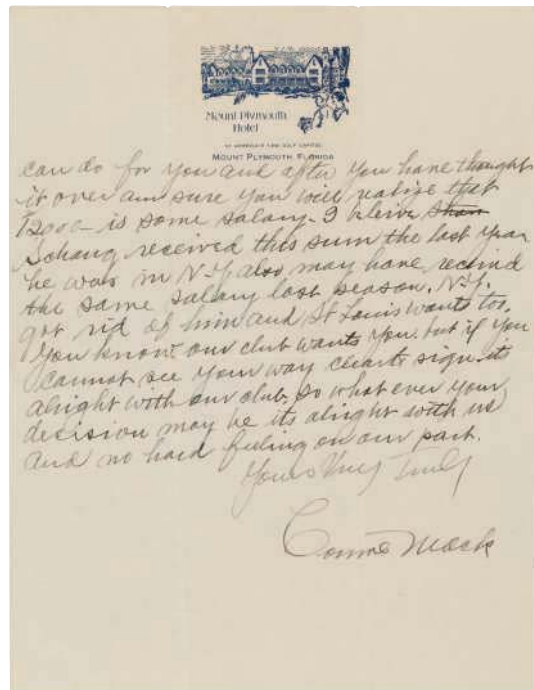 Mount Plymouth
Hotel
MOUNT PLYMOUTH, FLORIDA
can do for you and after you have thought
it over am sure you will realize that
12000- is some salary. I beleive Shan
Schang received this sum the last year
he was in N.Y. also may have received
the same salary last season. N.Y.
got rid of him and St Louis wants too.
You know our club wants you. but if you
cannot see your way clear to sign its
alright with our club. so what ever your
decision may be its alright with us
and no hard feeling on our part.
Yours Very Truly
Connie Mack